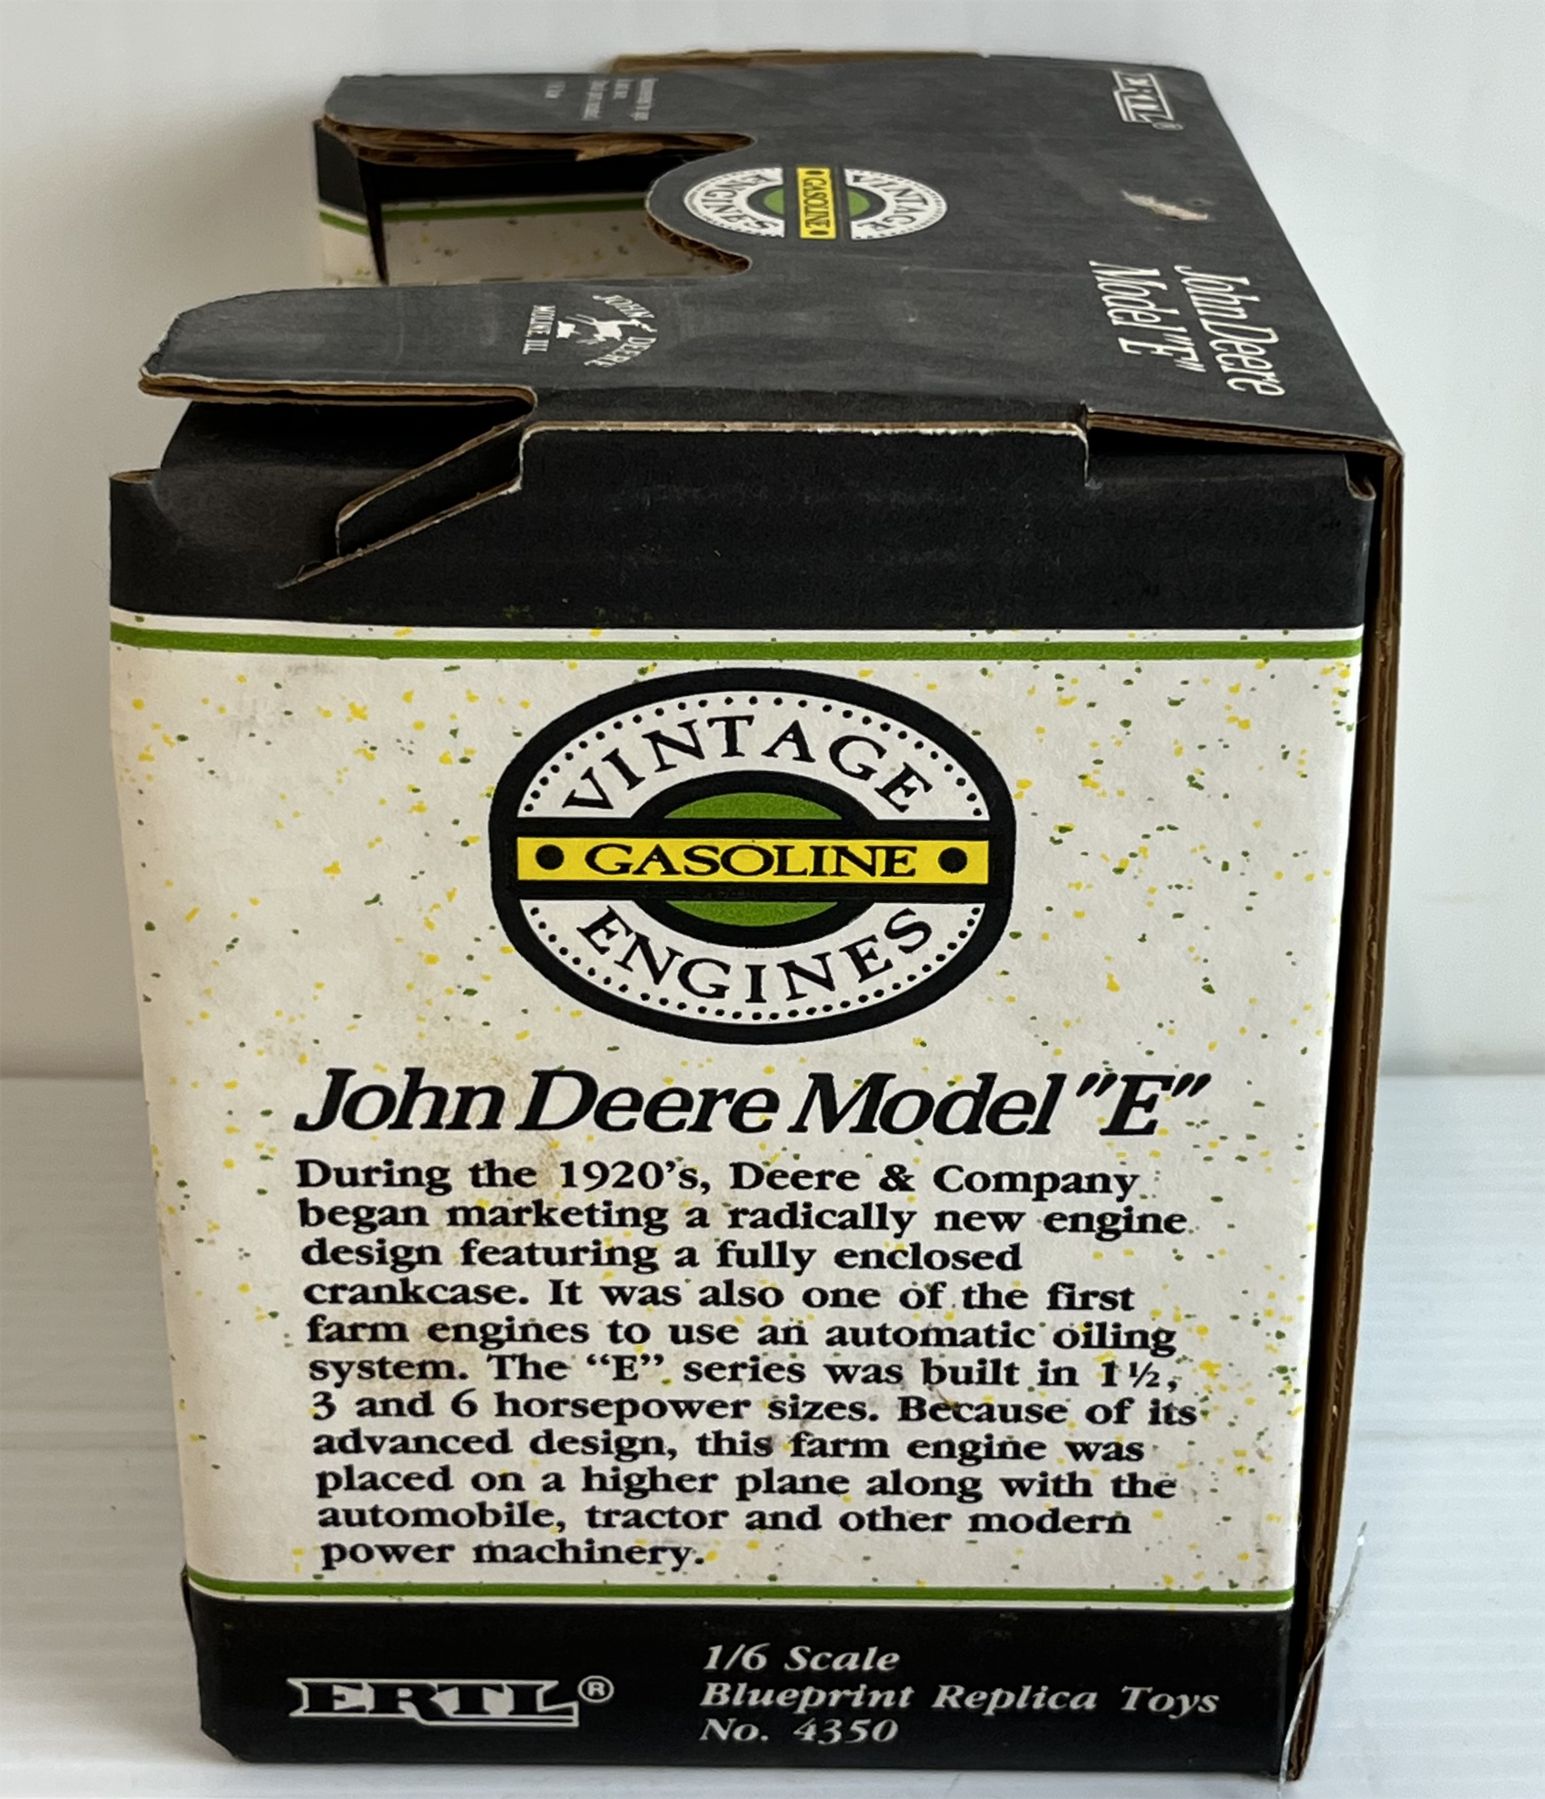 ERTL®
VINTAGE
GASOLINE
ENGINES
John Deere
Model "E"
JOHN DEERE
MOLINE, ILL
VINTAGE
• GASOLINE •
ENGINES
John Deere Model "E"
During the 1920's, Deere & Company
began marketing a radically new engine
design featuring a fully enclosed
crankcase. It was also one of the first
farm engines to use an automatic oiling
system. The “E” series was built in 1½,
3 and 6 horsepower sizes. Because of its
advanced design, this farm engine was
placed on a higher plane along with the
automobile, tractor and other modern
power machinery.
ERTL®
1/6 Scale
Blueprint Replica Toys
No. 4350